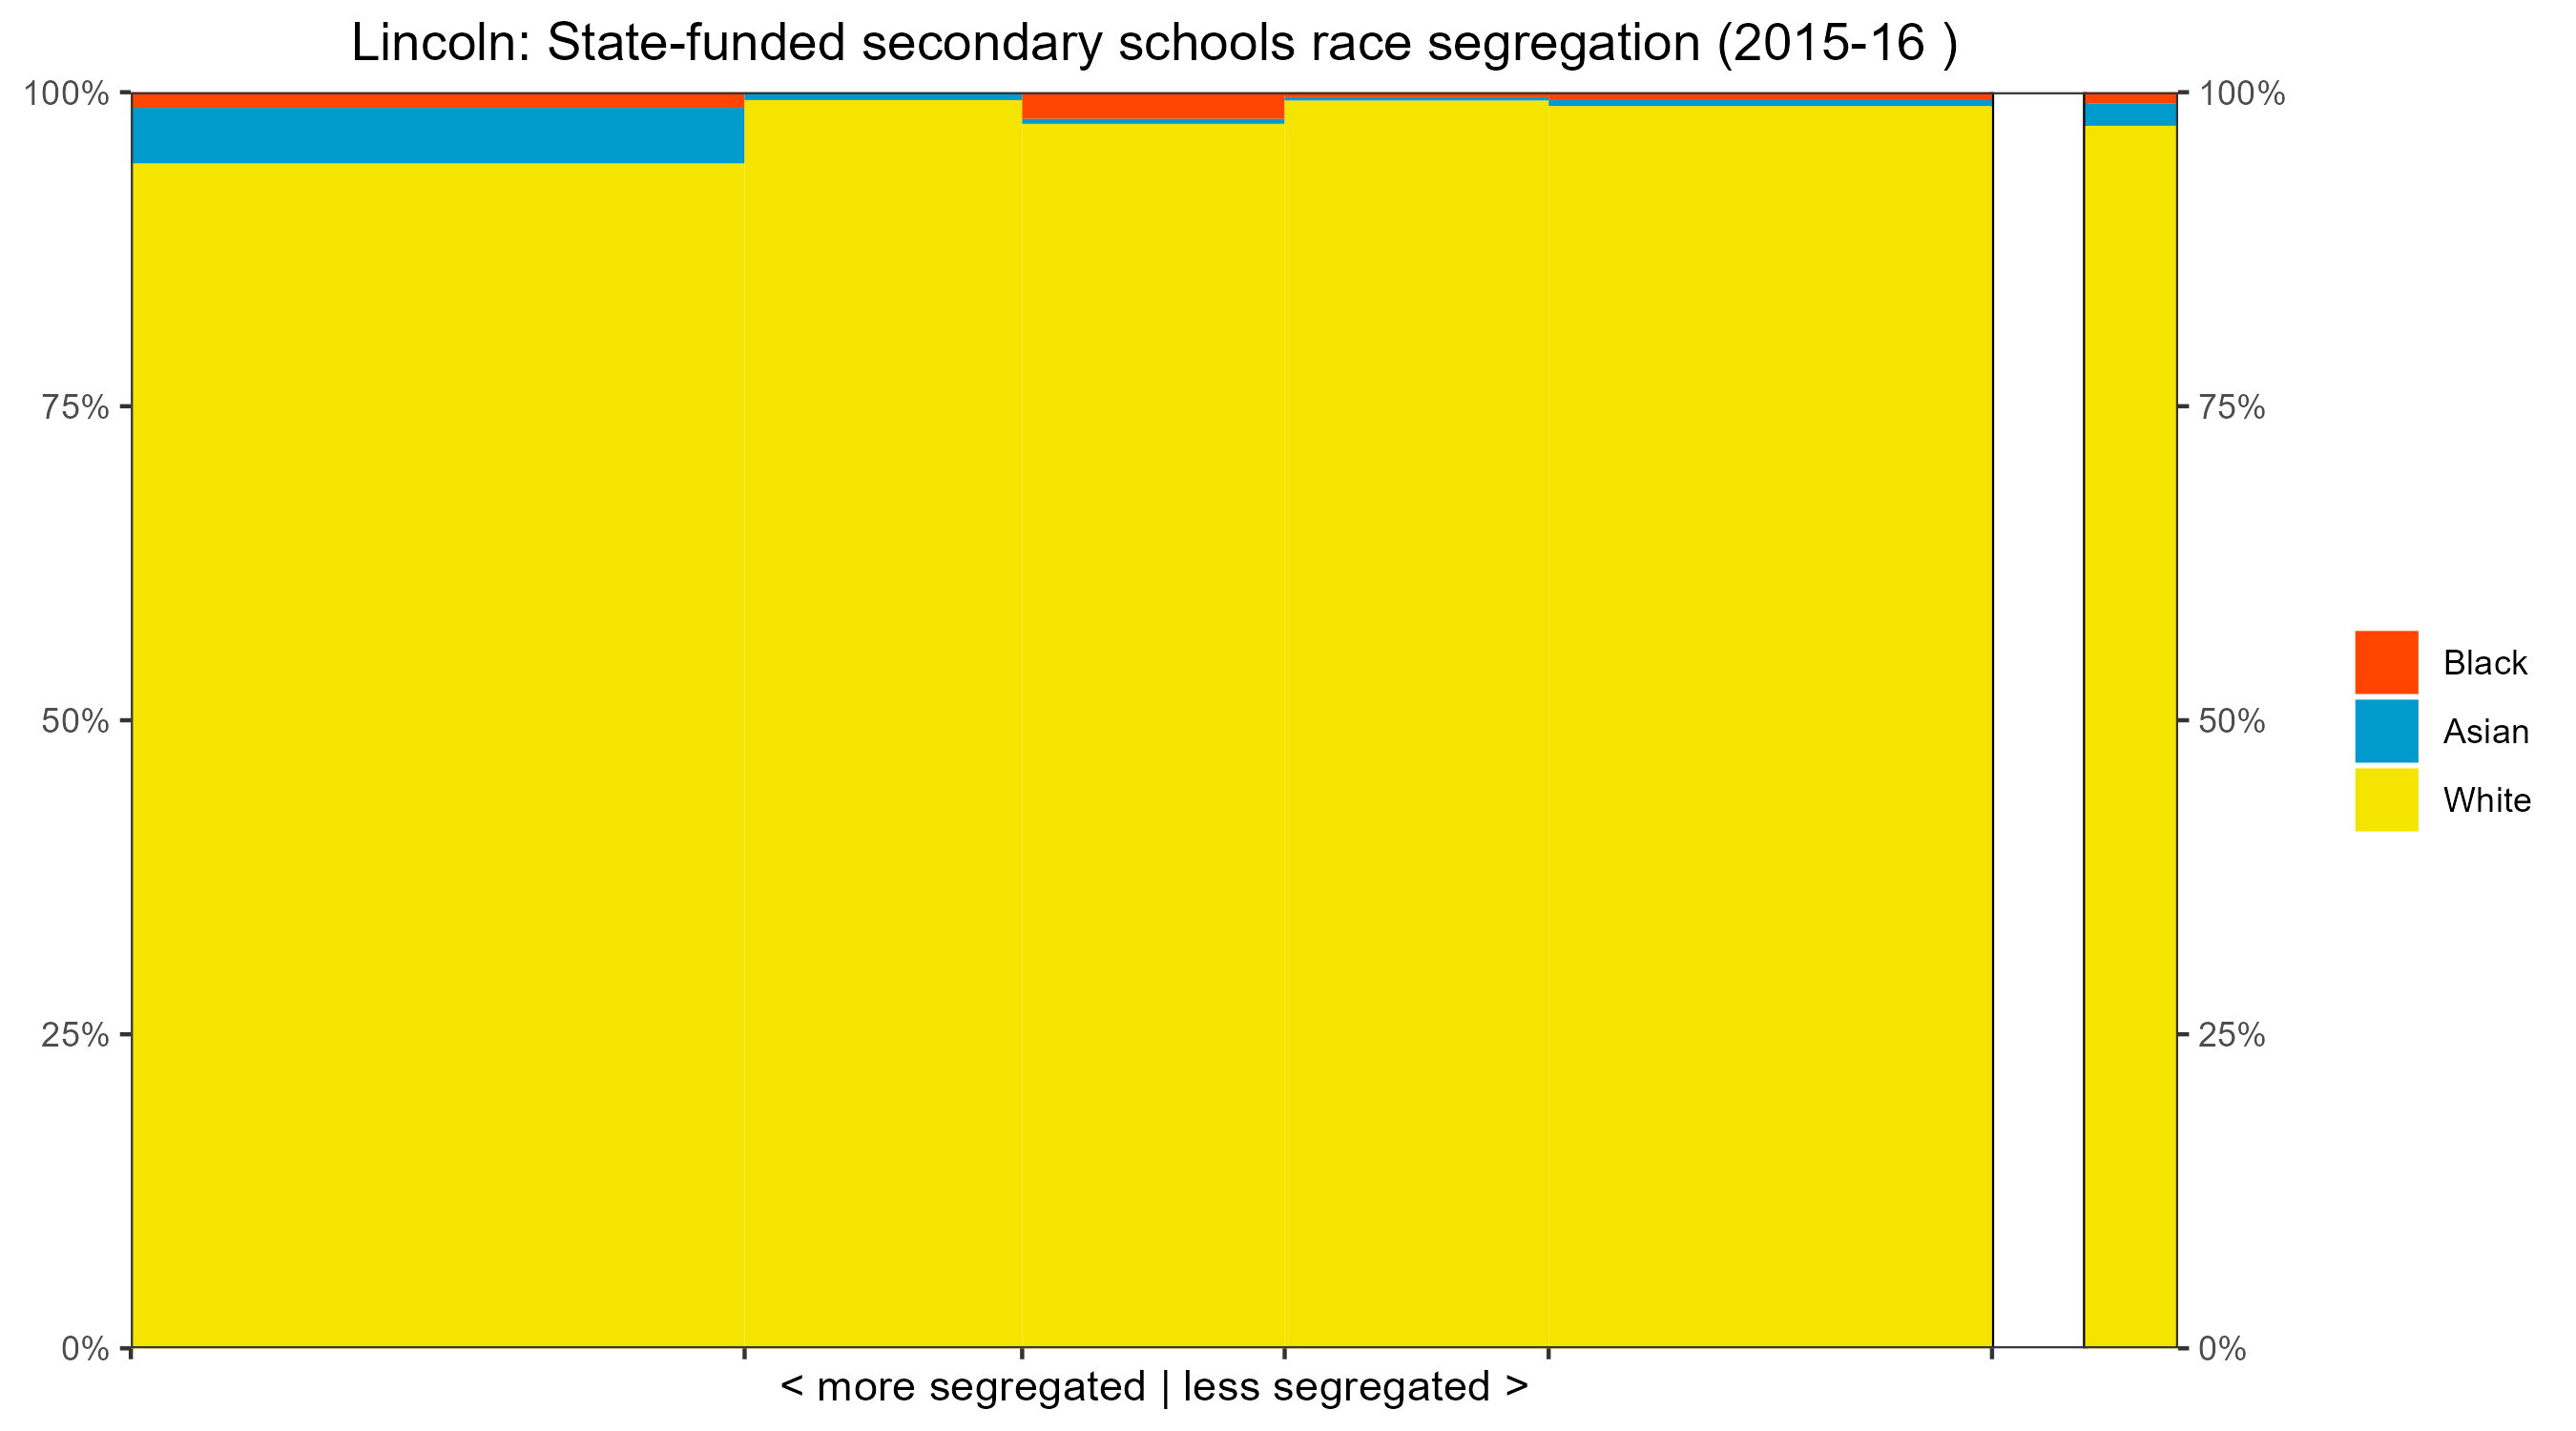 Lincoln: State-funded secondary schools race segregation (2015-16 )
100%
75%
50%
25%
0%
100%
75%
50%
25%
0%
Black
Asian
White
< more segregated | less segregated >